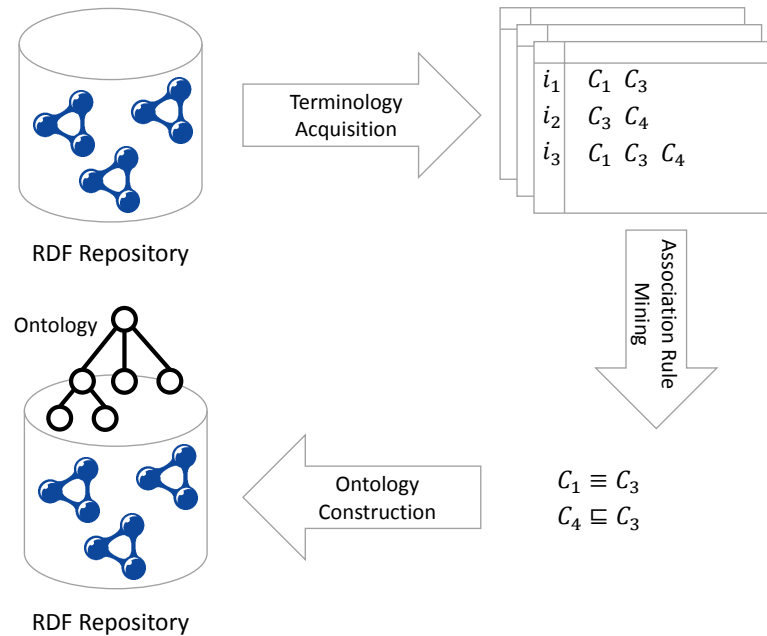 Terminology
Acquisition
i₁ C₁ C₃
i₂ C₃ C₄
i₃ C₁ C₃ C₄
RDF Repository
Association Rule
Mining
Ontology
C₁ ≡ C₃
C₄ ⊑ C₃
Ontology
Construction
RDF Repository